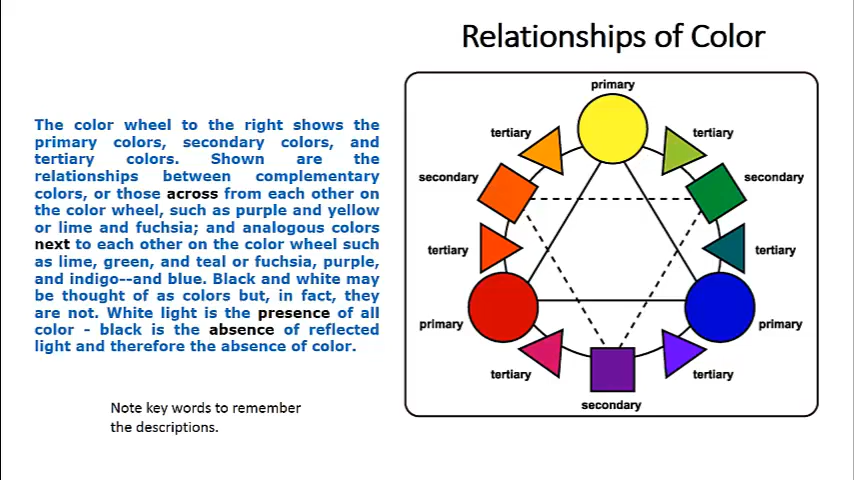 Relationships of Color
The color wheel to the right shows the
primary colors, secondary colors, and
tertiary colors. Shown are the
relationships between complementary
colors, or those across from each other on
the color wheel, such as purple and yellow
or lime and fuchsia; and analogous colors
next to each other on the color wheel such
as lime, green, and teal or fuchsia, purple,
and indigo--and blue. Black and white may
be thought of as colors but, in fact, they
are not. White light is the presence of all
color - black is the absence of reflected
light and therefore the absence of color.
Note key words to remember
the descriptions.
primary
tertiary
tertiary
secondary
secondary
tertiary
tertiary
primary
primary
tertiary
tertiary
secondary